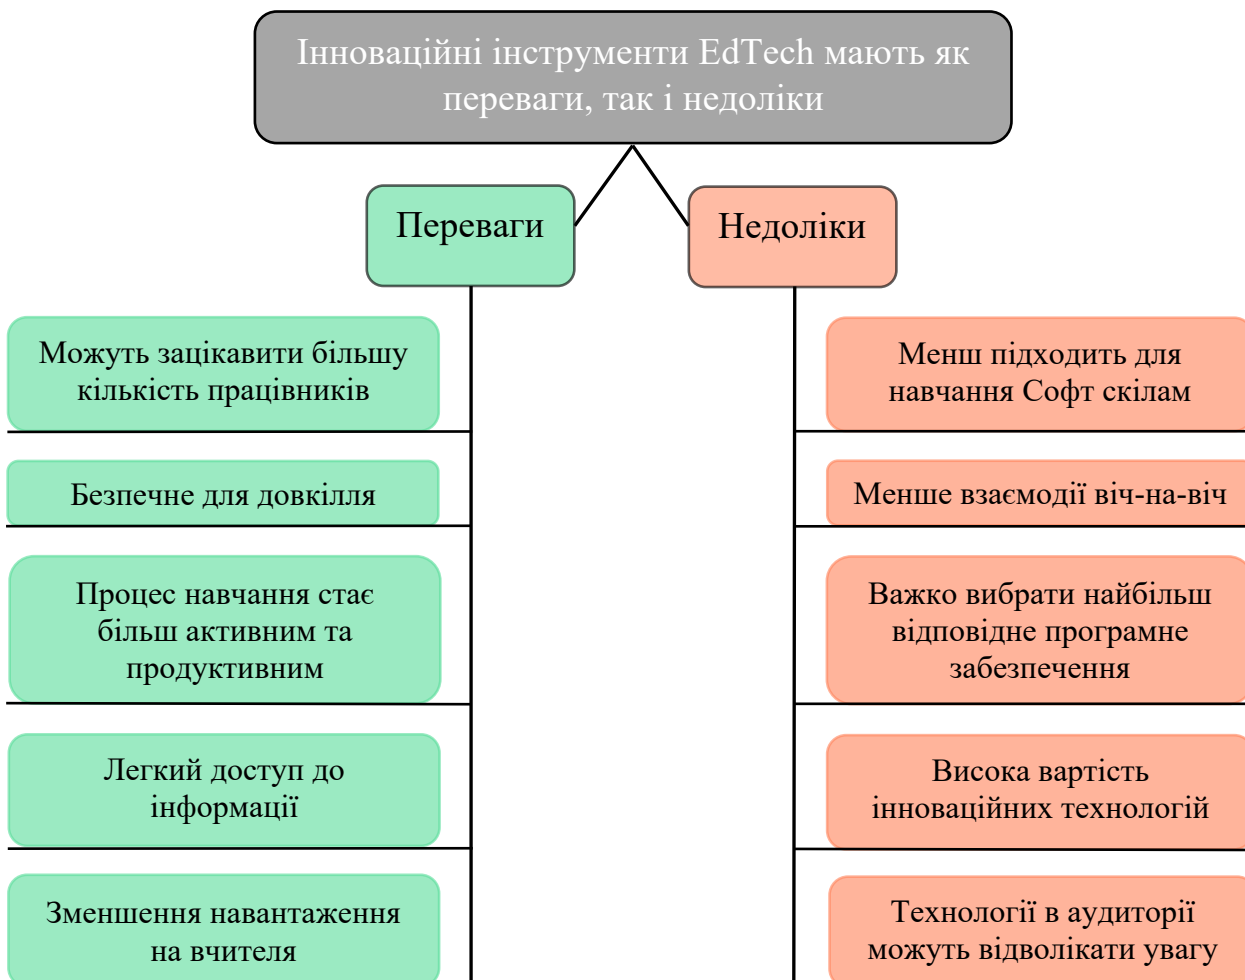 Інноваційні інструменти EdTech мають як
переваги, так і недоліки
Переваги
Недоліки
Можуть зацікавити більшу
кількість працівників
Безпечне для довкілля
Процес навчання стає
більш активним та
продуктивним
Легкий доступ до
інформації
Зменшення навантаження
на вчителя
Менш підходить для
навчання Софт скілам
Менше взаємодії віч-на-віч
Важко вибрати найбільш
відповідне програмне
забезпечення
Висока вартість
інноваційних технологій
Технології в аудиторії
можуть відволікати увагу